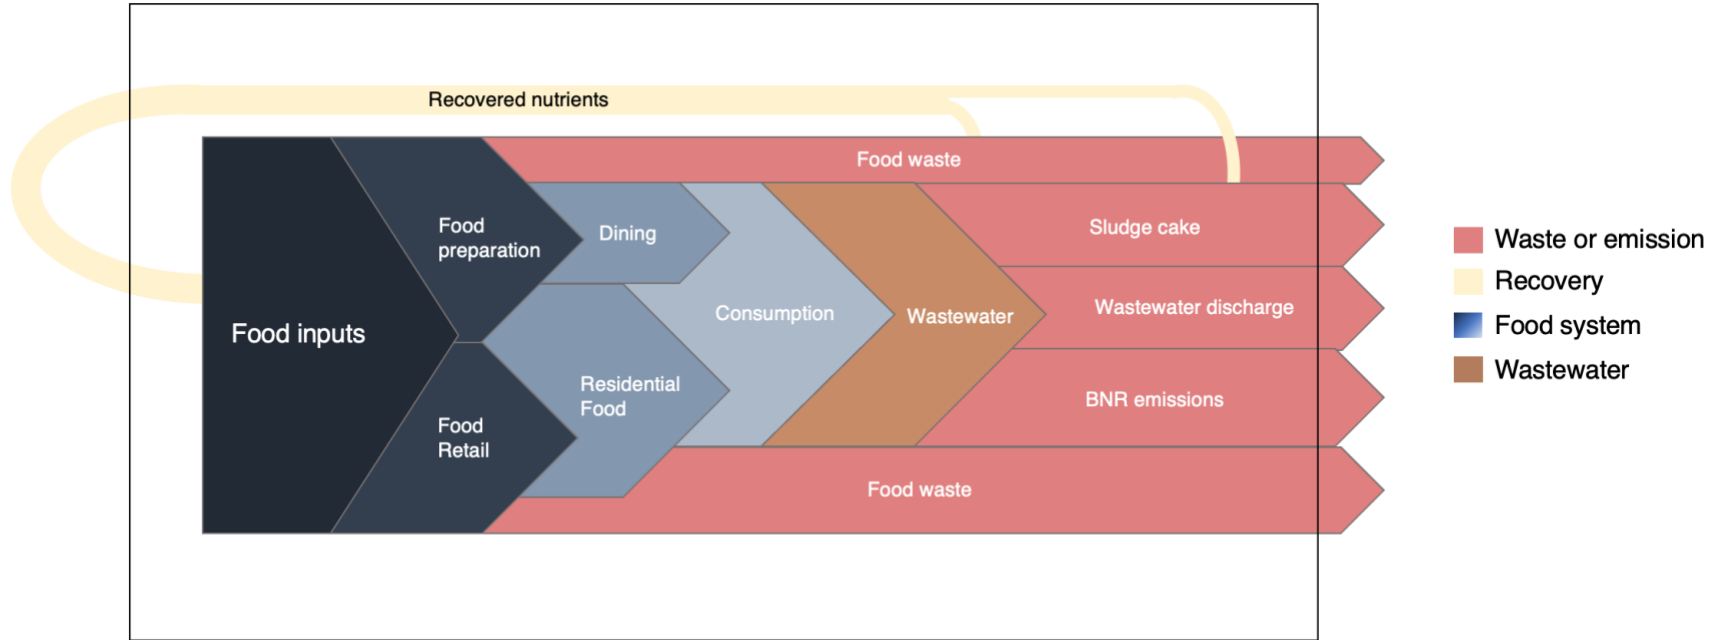 Recovered nutrients
Food waste
Food
preparation
Dining
Sludge cake
Food inputs
Consumption
Wastewater
Wastewater discharge
Residential
Food
BNR emissions
Food
Retail
Food waste
Waste or emission
Recovery
Food system
Wastewater